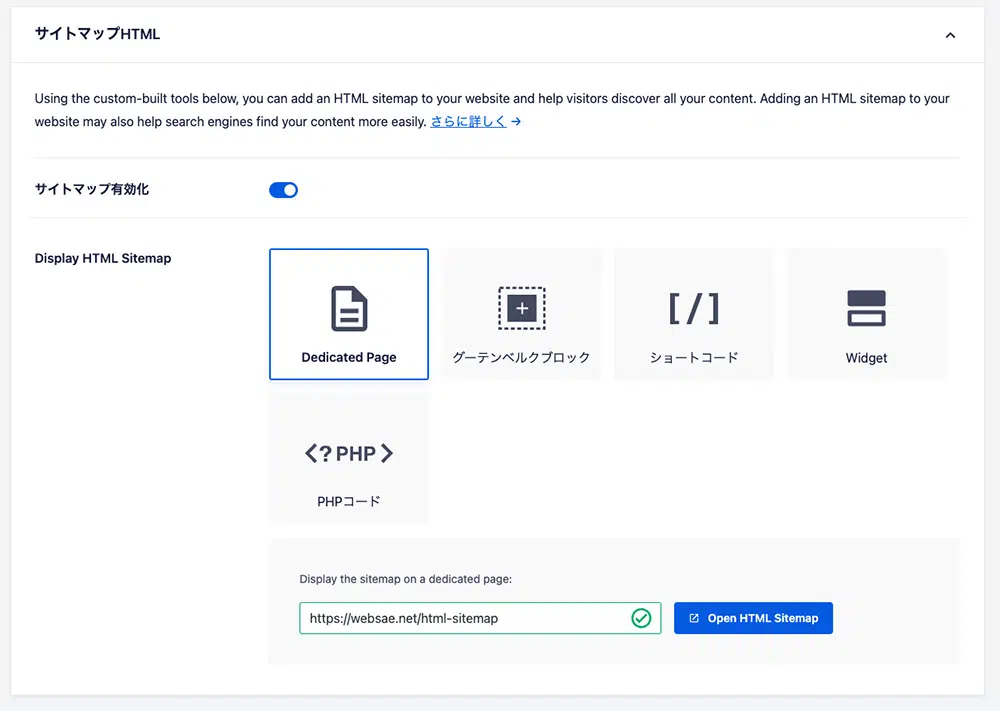 サイトマップHTML
Using the custom-built tools below, you can add an HTML sitemap to your website and help visitors discover all your content. Adding an HTML sitemap to your
website may also help search engines find your content more easily. さらに詳しく →
サイトマップ有効化
Display HTML Sitemap
Dedicated Page
グーテンベルクブロック
[/]
ショートコード
Widget
<? PHP >
PHPコード
Display the sitemap on a dedicated page:
https://websae.net/html-sitemap
Open HTML Sitemap